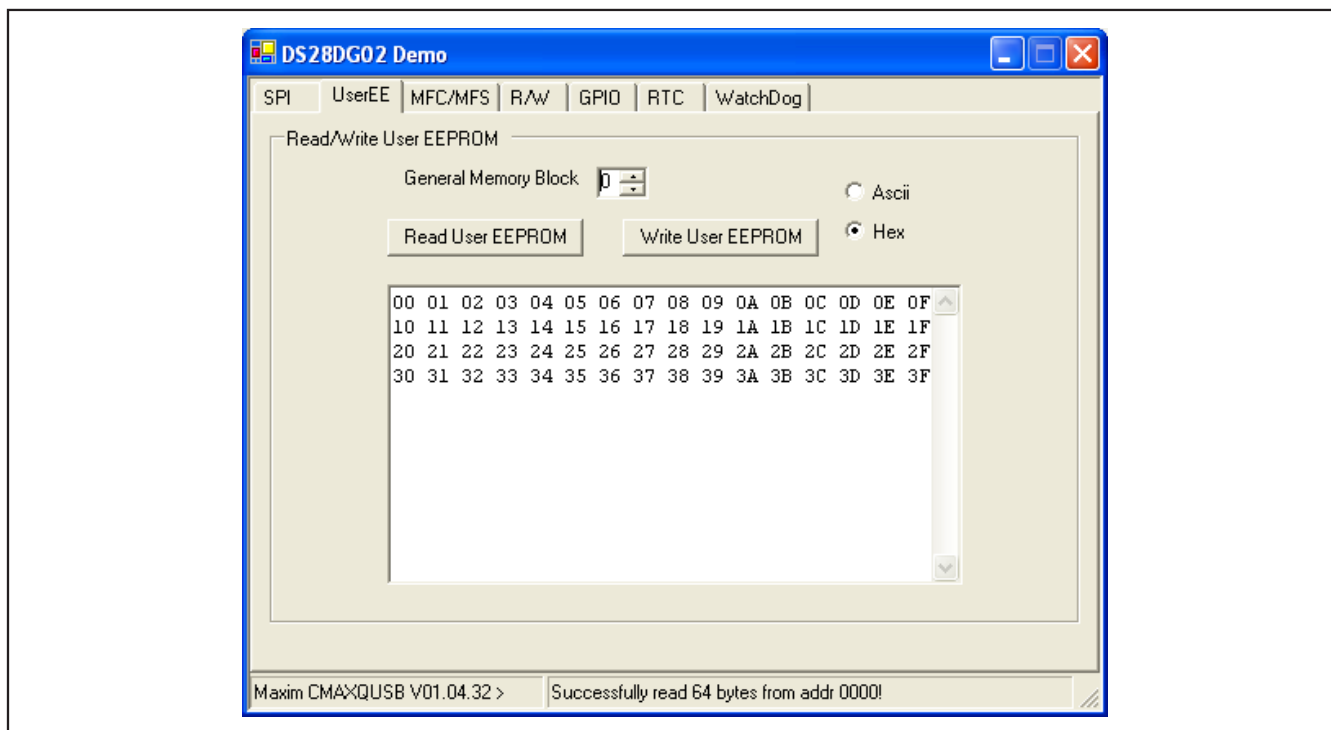 DS28DG02 Demo
SPI UserEE MFC/MFS R/W GPIO RTC WatchDog
Read/Write User EEPROM
General Memory Block 0
Ascii
Read User EEPROM Write User EEPROM Hex
00 01 02 03 04 05 06 07 08 09 0A 0B 0C 0D 0E 0F
10 11 12 13 14 15 16 17 18 19 1A 1B 1C 1D 1E 1F
20 21 22 23 24 25 26 27 28 29 2A 2B 2C 2D 2E 2F
30 31 32 33 34 35 36 37 38 39 3A 3B 3C 3D 3E 3F
Maxim CMAXQUSB V01.04.32 > Successfully read 64 bytes from addr 0000!